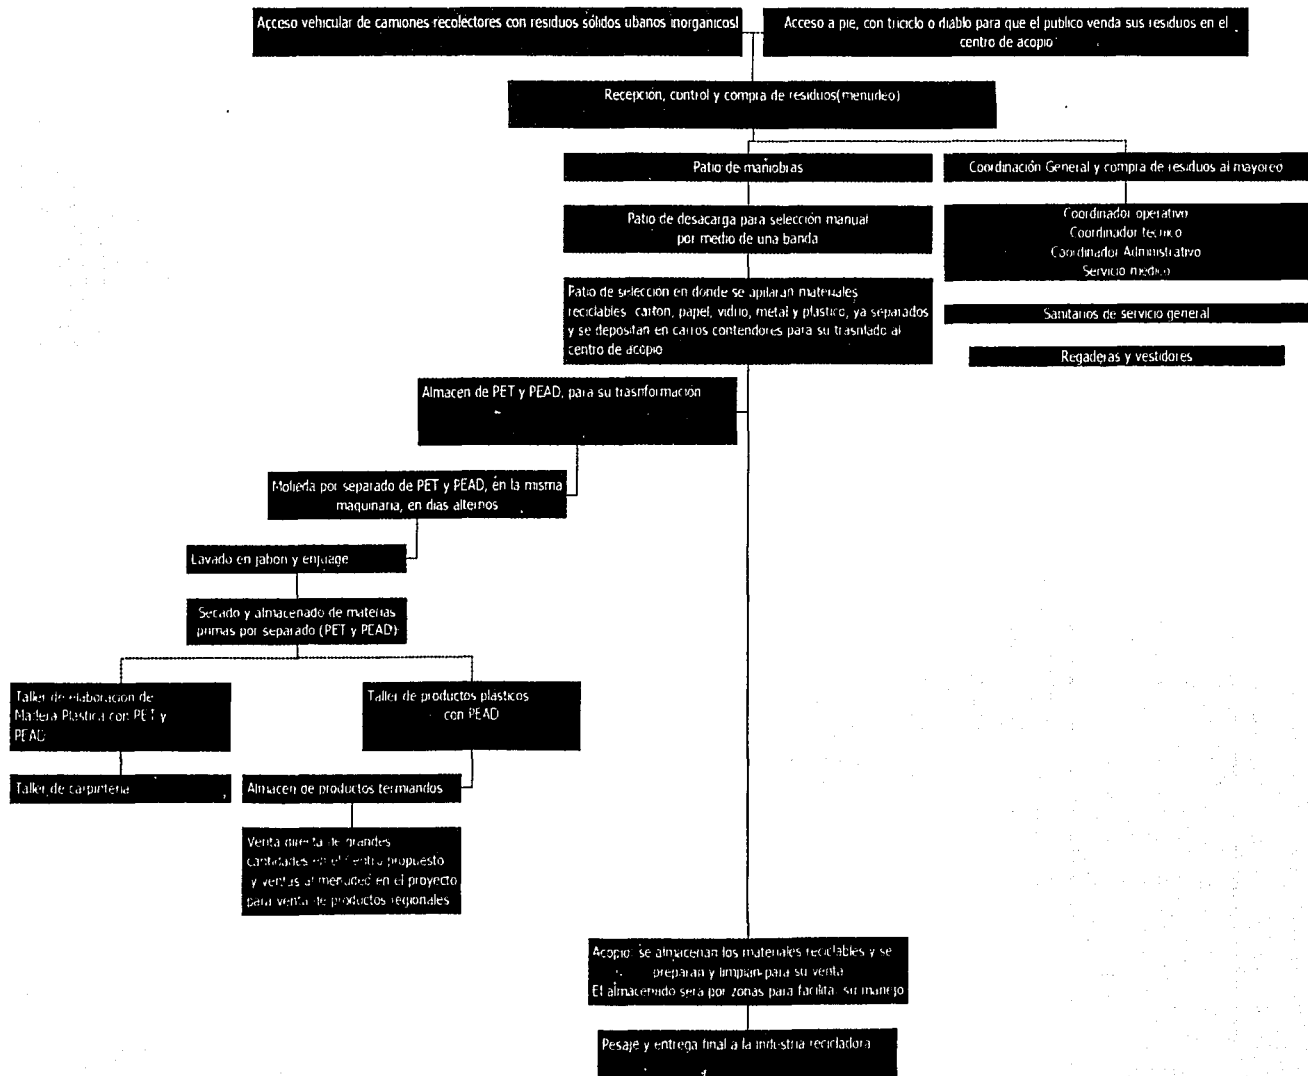 Acceso vehicular de camiones recolectores con residuos sólidos ubanos inorganicosl
Acceso a pie, con triciclo o diablo para que el publico venda sus residuos en el
centro de acopio
Recepción, control y compra de residuos(menudeo)
Patio de maniobras
Coordinación General y compra de residuos al mayoreo
Patio de desacarga para selección manual
por medio de una banda
Coordinador operativo
Coordinador tecnico
Coordinador Administrativo
Servicio medico
Patio de selección en donde se apilaran materiales
reciclables carton, papel, vidrio, metal y plastico, ya separados
y se depositan en carros contendores para su trasnlado al
centro de acopio
Sanitarios de servicio general
Regaderas y vestidores
Almacen de PET y PEAD, para su trasnformación
Molieda por separado de PET y PEAD, en la misma
maquinaria, en dias alternos
Lavado en jabon y enjuage
Secado y almacenado de materias
primas por separado (PET y PEAD)
Taller de elaboracion de
Madera Plastica con PET y
PEAD
Taller de productos plasticos
con PEAD
Taller de carpinteria
Almacen de productos termiandos
Venta directa de grandes
cantidades en el Centro propuesto
y ventas al menudeo en el proyecto
para venta de productos regionales
Acopio: se almacenan los materiales reciclables y se
preparan y limpian para su venta
El almacenado será por zonas para facilitar su manejo
Pesaje y entrega final a la industria recicladora